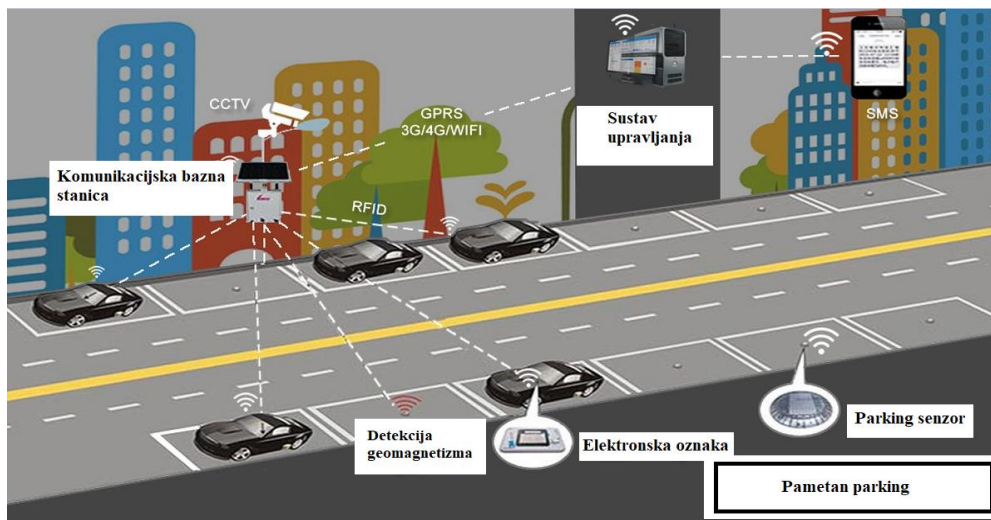 CCTV
GPRS
3G/4G/WIFI
Sustav
upravljanja
SMS
Komunikacijska bazna
stanica
RFID
Detekcija
geomagnetizma
Elektronska oznaka
Parking senzor
Pametan parking